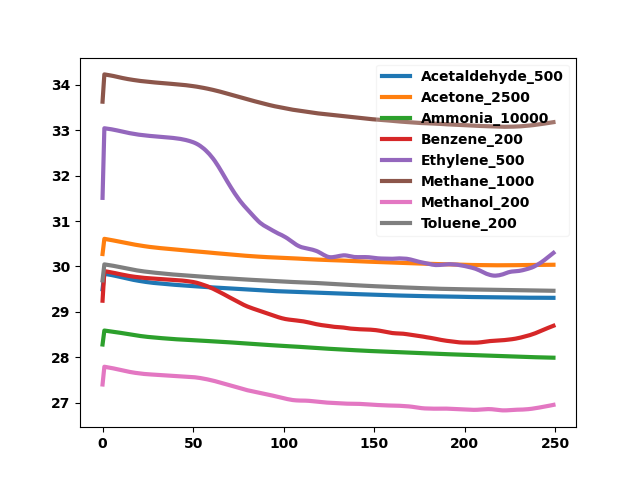 34
33
32
31
30
29
28
27
0
50
100
150
200
250
Acetaldehyde_500
Acetone_2500
Ammonia_10000
Benzene_200
Ethylene_500
Methane_1000
Methanol_200
Toluene_200